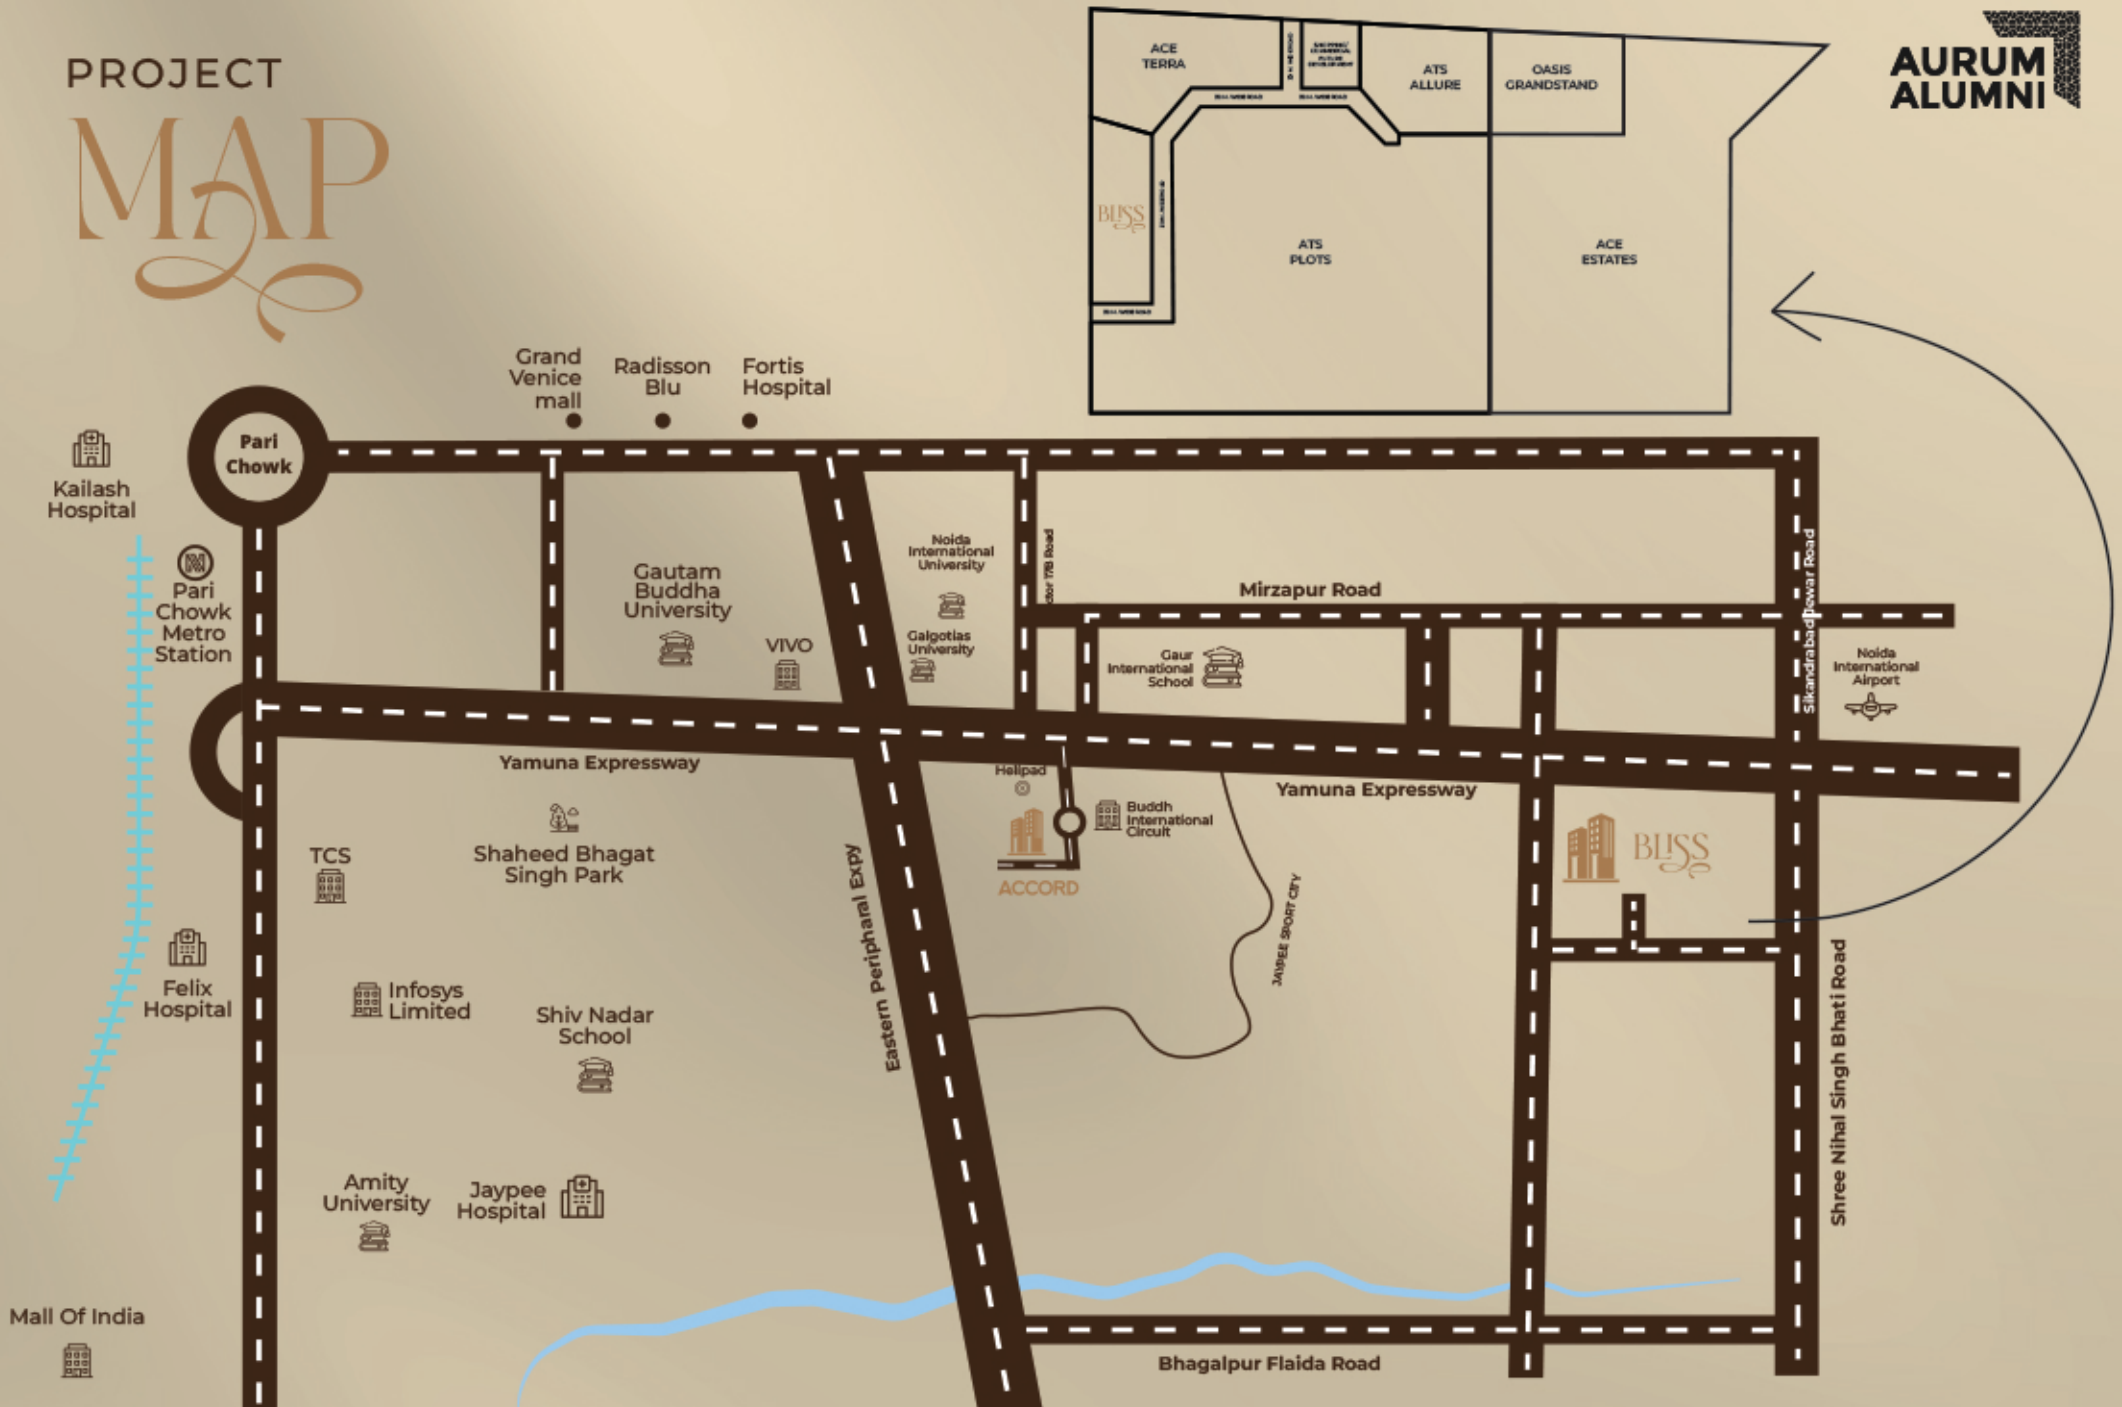 PROJECT
MAP
AURUM
ALUMNI
ACE
TERRA
ATS
ALLURE
OASIS
GRANDSTAND
BLISS
ATS
PLOTS
ACE
ESTATES
Grand
Venice
mall
Radisson
Blu
Fortis
Hospital
Pari
Chowk
Kailash
Hospital
Pari
Chowk
Metro
Station
Gautam
Buddha
University
VIVO
Noida
International
University
Galgotias
University
Road
Mirzapur Road
Gaur
International
School
Sikandrabad Jewar Road
Noida
International
Airport
Yamuna Expressway
Helipad
Buddh
International
Circuit
ACCORD
Yamuna Expressway
BLISS
TCS
Shaheed Bhagat
Singh Park
Eastern Peripharal Expy
JAYPEE SPORT CITY
Felix
Hospital
Infosys
Limited
Shiv Nadar
School
Shree Nihal Singh Bhati Road
Amity
University
Jaypee
Hospital
Mall Of India
Bhagalpur Flaida Road